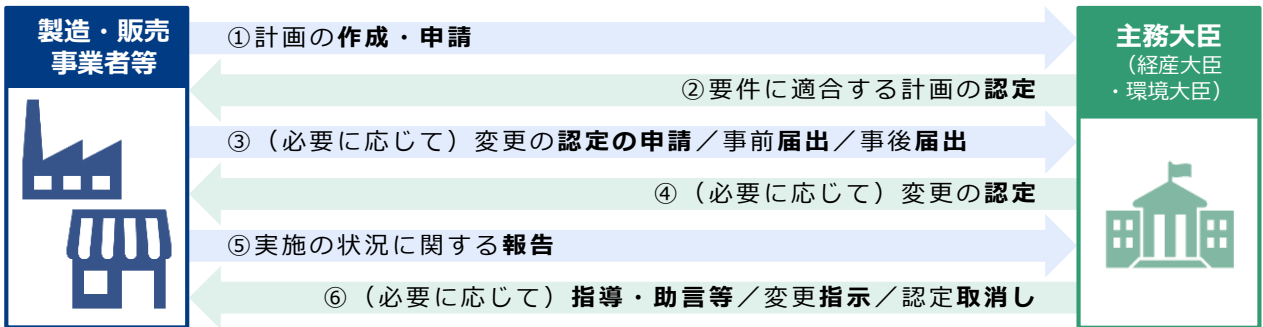 製造・販売
事業者等
①計画の作成・申請
②要件に適合する計画の認定
③（必要に応じて）変更の認定の申請／事前届出／事後届出
④（必要に応じて）変更の認定
⑤実施の状況に関する報告
⑥（必要に応じて）指導・助言等／変更指示／認定取消し
主務大臣
（経産大臣
・環境大臣）